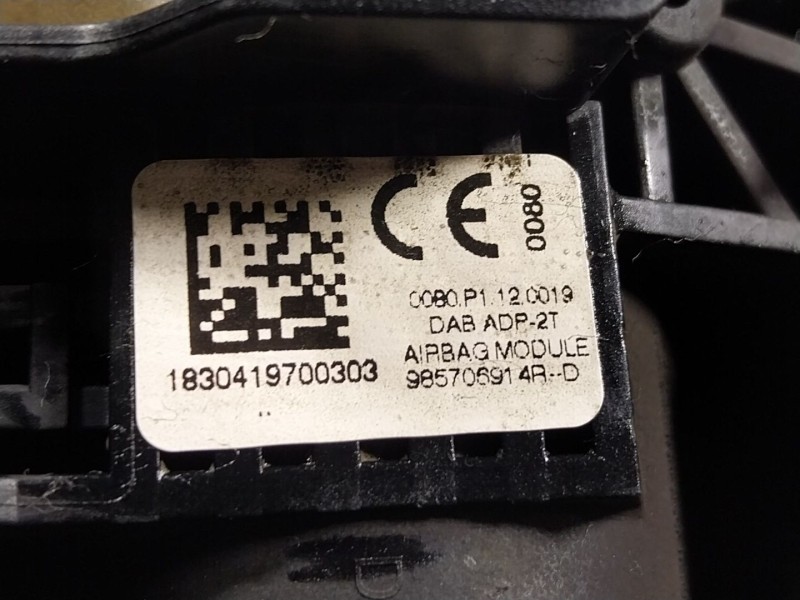 CE 0080
0080.P1.12.0019
DAB ADP-2T
AIRBAG MODULE
985706914R--D
1830419700303
D